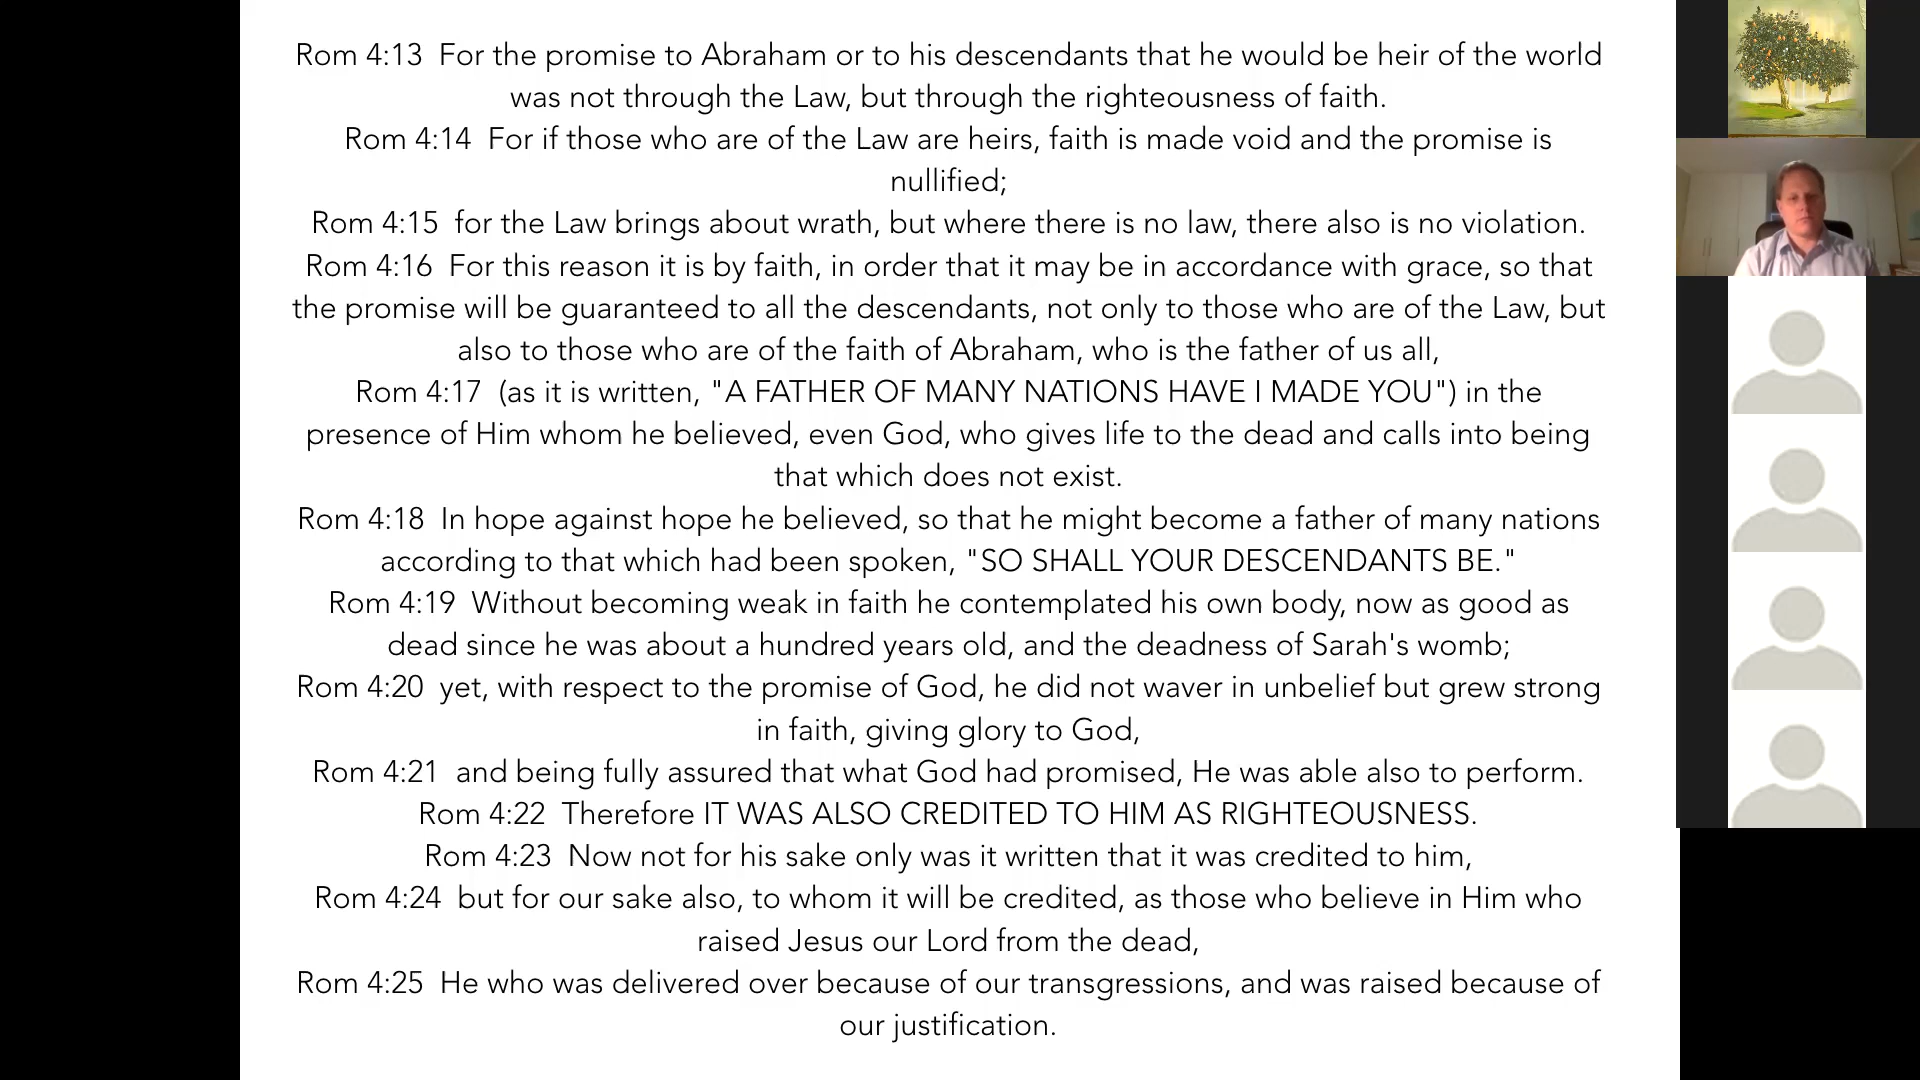 Rom 4:13  For the promise to Abraham or to his descendants that he would be heir of the world
was not through the Law, but through the righteousness of faith.
Rom 4:14  For if those who are of the Law are heirs, faith is made void and the promise is
nullified;
Rom 4:15  for the Law brings about wrath, but where there is no law, there also is no violation.
Rom 4:16  For this reason it is by faith, in order that it may be in accordance with grace, so that
the promise will be guaranteed to all the descendants, not only to those who are of the Law, but
also to those who are of the faith of Abraham, who is the father of us all,
Rom 4:17  (as it is written, "A FATHER OF MANY NATIONS HAVE I MADE YOU") in the
presence of Him whom he believed, even God, who gives life to the dead and calls into being
that which does not exist.
Rom 4:18  In hope against hope he believed, so that he might become a father of many nations
according to that which had been spoken, "SO SHALL YOUR DESCENDANTS BE."
Rom 4:19  Without becoming weak in faith he contemplated his own body, now as good as
dead since he was about a hundred years old, and the deadness of Sarah's womb;
Rom 4:20  yet, with respect to the promise of God, he did not waver in unbelief but grew strong
in faith, giving glory to God,
Rom 4:21  and being fully assured that what God had promised, He was able also to perform.
Rom 4:22  Therefore IT WAS ALSO CREDITED TO HIM AS RIGHTEOUSNESS.
Rom 4:23  Now not for his sake only was it written that it was credited to him,
Rom 4:24  but for our sake also, to whom it will be credited, as those who believe in Him who
raised Jesus our Lord from the dead,
Rom 4:25  He who was delivered over because of our transgressions, and was raised because of
our justification.